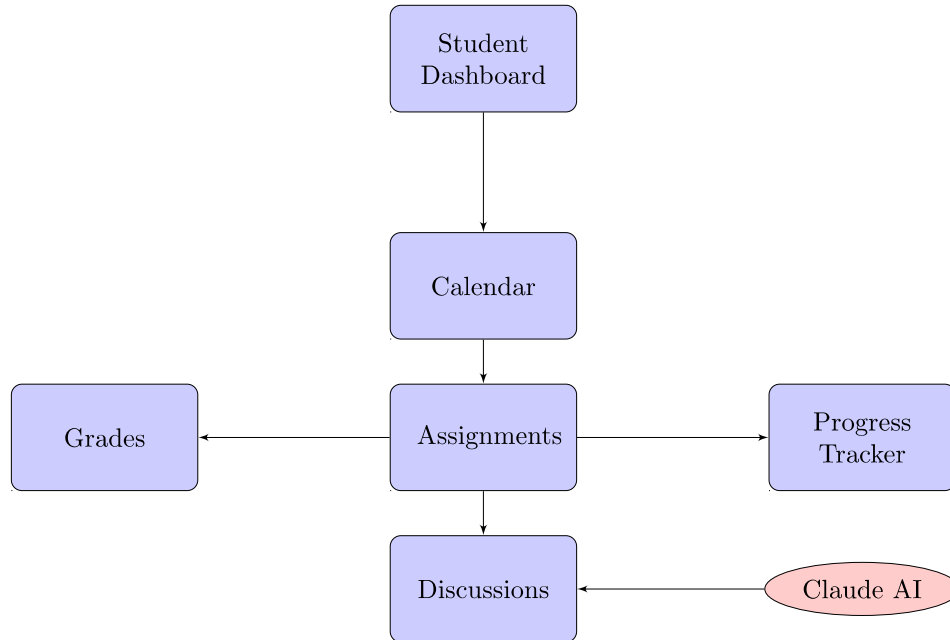 Student
Dashboard
Calendar
Grades
Assignments
Progress
Tracker
Discussions
Claude AI